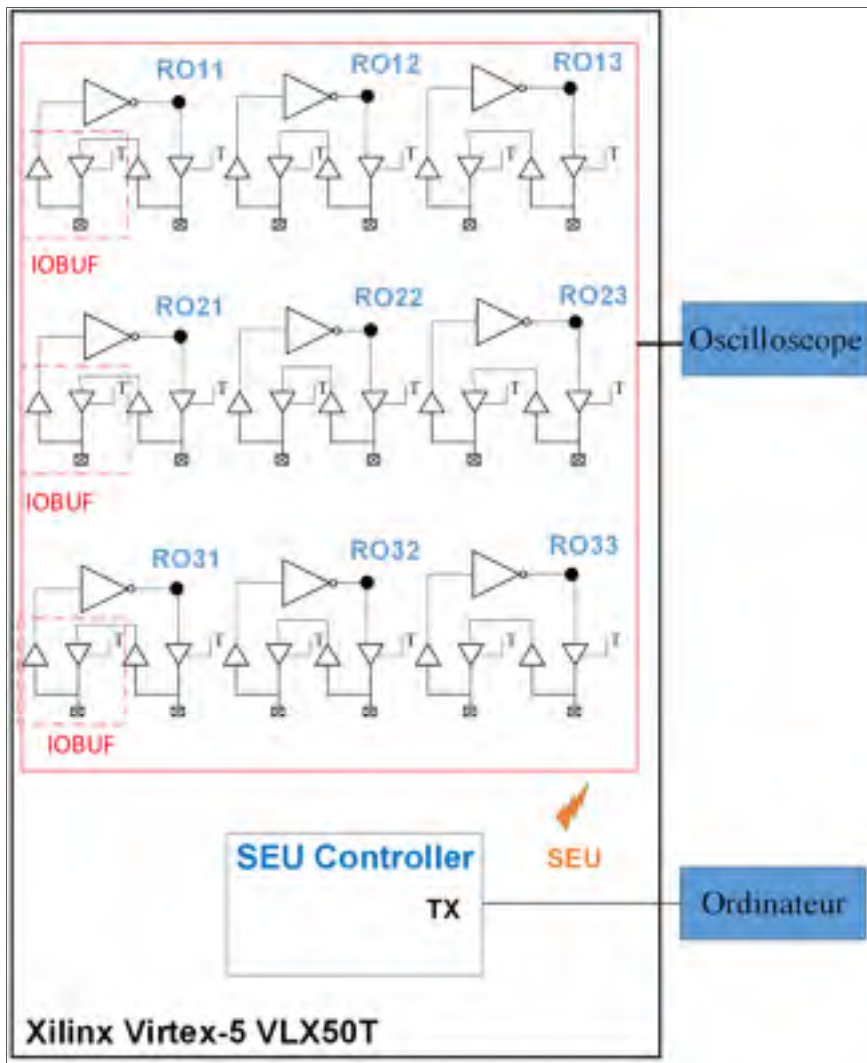 RO11 RO12 RO13
T T T T T T
IOBUF
RO21 RO22 RO23
T T T T T T
IOBUF
Oscilloscope
RO31 RO32 RO33
T T T T T T
IOBUF
SEU Controller
SEU
TX
Ordinateur
Xilinx Virtex-5 VLX50T